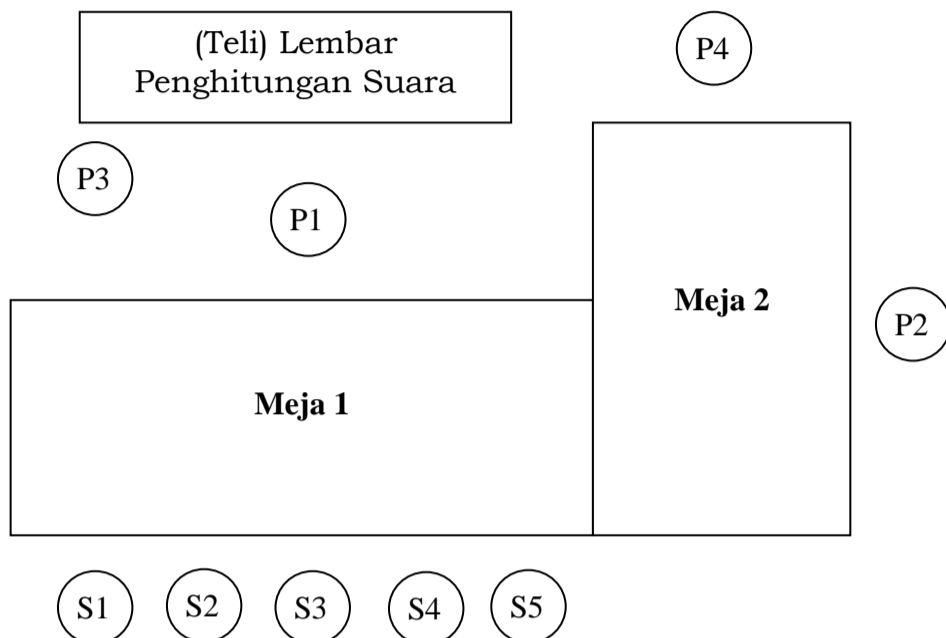 (Teli) Lembar
Penghitungan Suara
P4
P3
P1
Meja 2
P2
Meja 1
S1
S2
S3
S4
S5